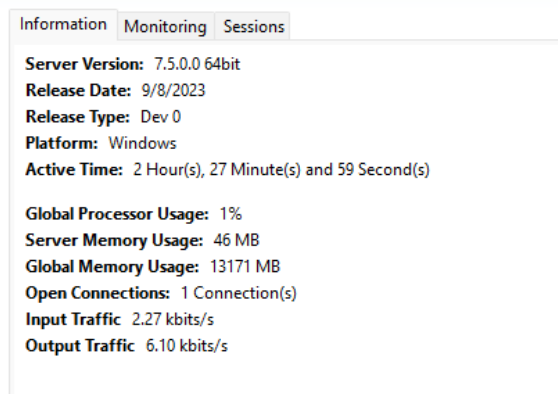 Information Monitoring Sessions
Server Version: 7.5.0.0 64bit
Release Date: 9/8/2023
Release Type: Dev 0
Platform: Windows
Active Time: 2 Hour(s), 27 Minute(s) and 59 Second(s)
Global Processor Usage: 1%
Server Memory Usage: 46 MB
Global Memory Usage: 13171 MB
Open Connections: 1 Connection(s)
Input Traffic 2.27 kbits/s
Output Traffic 6.10 kbits/s